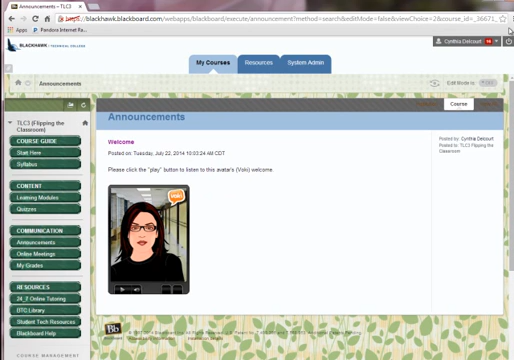 Announcements – TLC3
https://blackhawk.blackboard.com/webapps/blackboard/execute/announcement?method=search&editMode=false&viewChoice=2&course_id=_36671_
Apps
Pandora Internet Ra..
BLACKHAWK TECHNICAL COLLEGE
Cynthia Delcourt
My Courses
Resources
System Admin
Announcements
Edit Mode is:
Course
TLC3 (Flipping the Classroom)
COURSE GUIDE
Start Here
Syllabus
CONTENT
Learning Modules
Quizzes
COMMUNICATION
Announcements
Online Meetings
My Grades
RESOURCES
24_7 Online Tutoring
BTC Library
Student Tech Resources
Blackboard Help
COURSE MANAGEMENT
Announcements
Welcome
Posted on: Tuesday, July 22, 2014 10:03:24 AM CDT
Please click the "play" button to listen to this avatar's (Voki) welcome.
Voki
Posted by: Cynthia Delcourt
Posted to: TLC3 Flipping the
Classroom
Bb